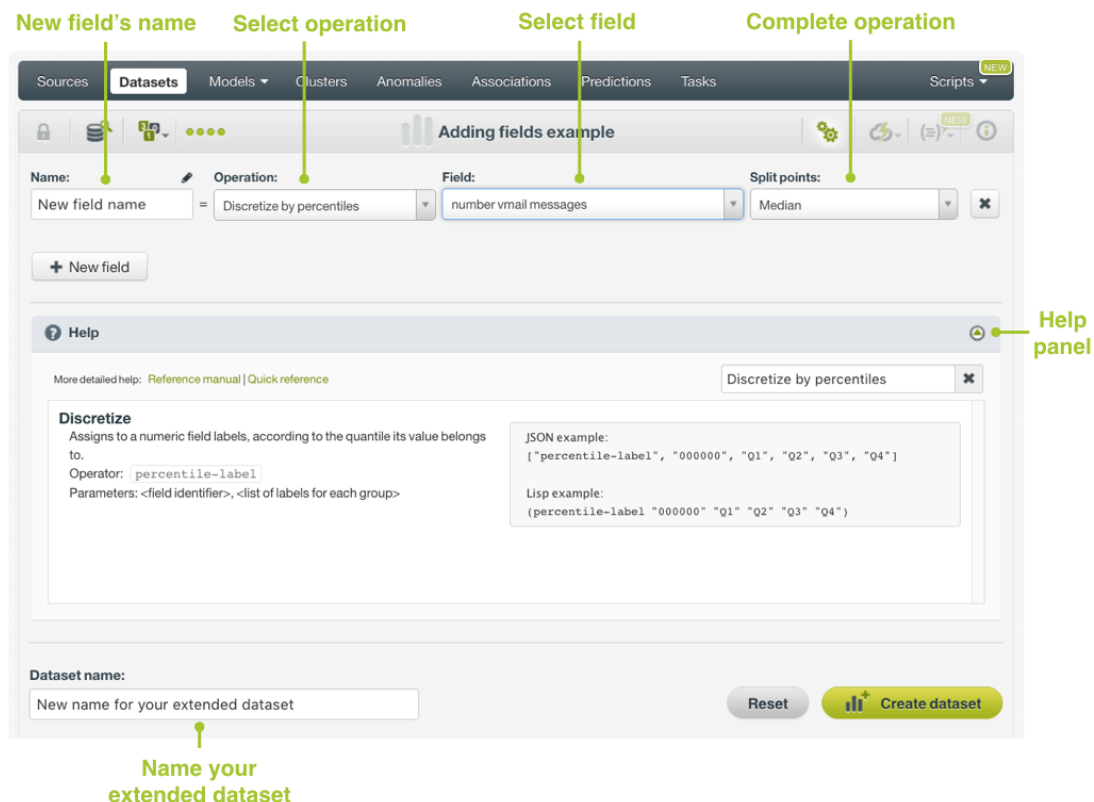 New field's name
Select operation
Select field
Complete operation
Sources
Datasets
Models
Clusters
Anomalies
Associations
Predictions
Tasks
Scripts
NEW
Adding fields example
NEW
Name:
Operation:
Field:
Split points:
New field name
=
Discretize by percentiles
number vmail messages
Median
+ New field
Help
Help
panel
More detailed help: Reference manual | Quick reference
Discretize by percentiles
Discretize
Assigns to a numeric field labels, according to the quantile its value belongs
to.
Operator: percentile-label
Parameters: <field identifier>, <list of labels for each group>
JSON example:
["percentile-label", "000000", "Q1", "Q2", "Q3", "Q4"]
Lisp example:
(percentile-label "000000" "Q1" "Q2" "Q3" "Q4")
Dataset name:
New name for your extended dataset
Reset
Create dataset
Name your
extended dataset